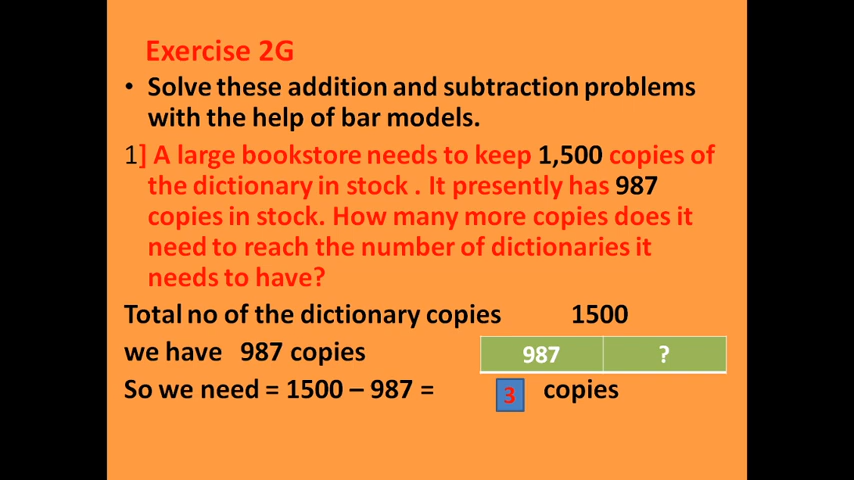 Exercise 2G
• Solve these addition and subtraction problems
with the help of bar models.
1] A large bookstore needs to keep 1,500 copies of
the dictionary in stock . It presently has 987
copies in stock. How many more copies does it
need to reach the number of dictionaries it
needs to have?
Total no of the dictionary copies 1500
we have 987 copies
987 ?
So we need = 1500 – 987 = 3 copies